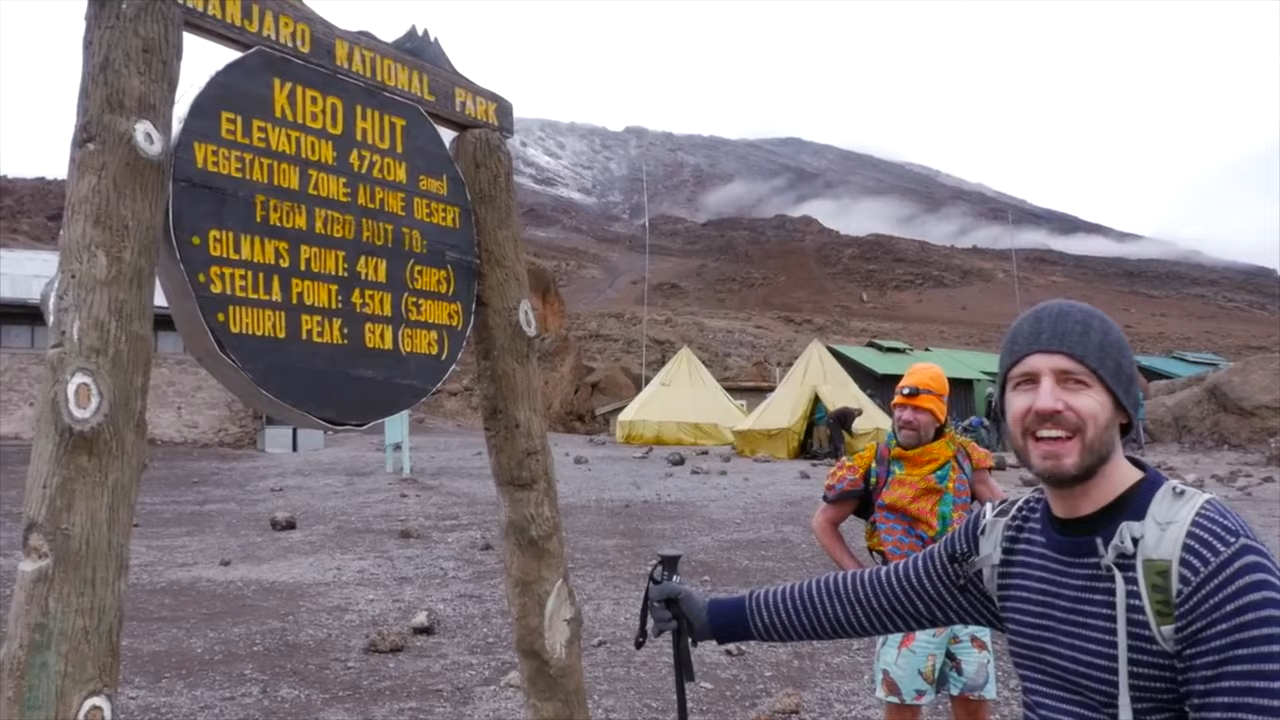 MANJARO NATIONAL PARK
KIBO HUT
ELEVATION: 4720M amsl
VEGETATION ZONE: ALPINE DESERT
FROM KIBO HUT TO:
• GILMAN'S POINT: 4KM (5HRS)
• STELLA POINT: 4.5KM (5.30HRS)
• UHURU PEAK: 6KM (6HRS)